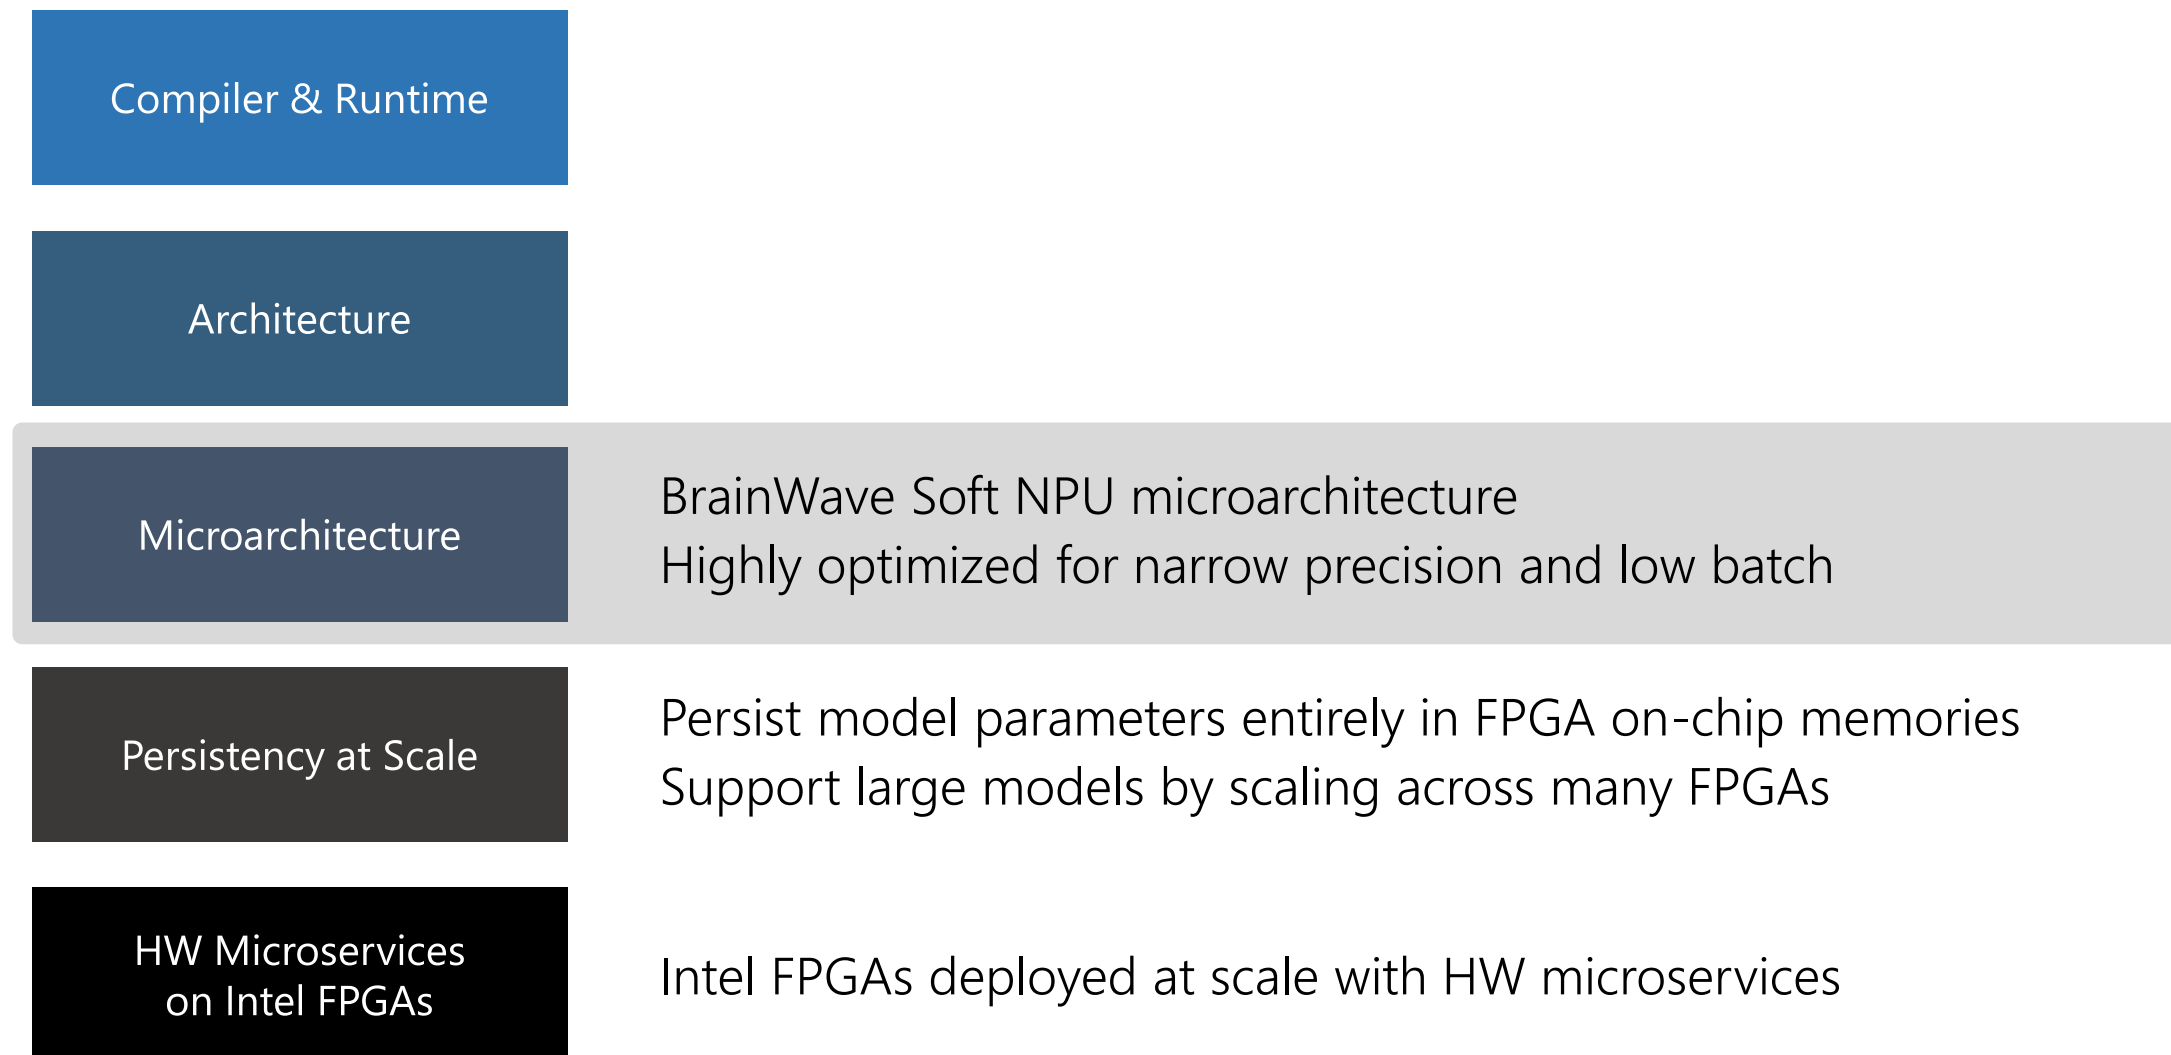 Compiler & Runtime
Architecture
Microarchitecture
BrainWave Soft NPU microarchitecture
Highly optimized for narrow precision and low batch
Persistency at Scale
Persist model parameters entirely in FPGA on-chip memories
Support large models by scaling across many FPGAs
HW Microservices
on Intel FPGAs
Intel FPGAs deployed at scale with HW microservices